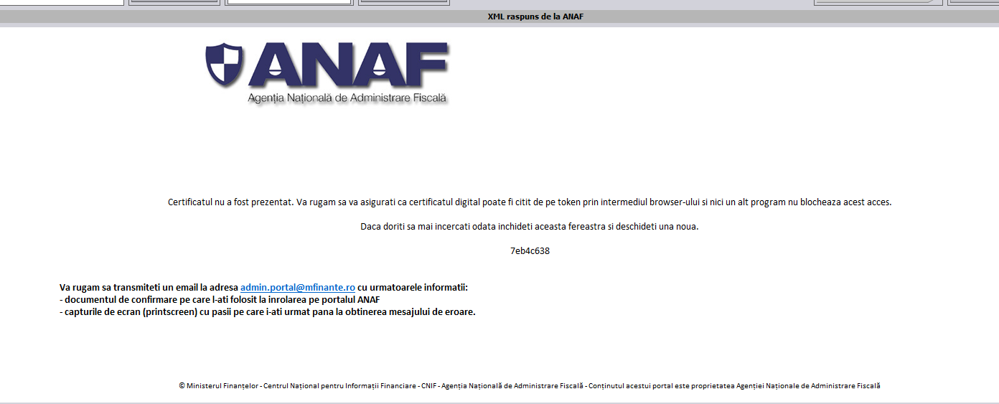 XML raspuns de la ANAF
ANAF
Agenția Națională de Administrare Fiscală
Certificatul nu a fost prezentat. Va rugam sa va asigurati ca certificatul digital poate fi citit de pe token prin intermediul browser-ului si nici un alt program nu blocheaza acest acces.
Daca doriti sa mai incercati odata inchideti aceasta fereastra si deschideti una noua.
7eb4c638
Va rugam sa transmiteti un email la adresa admin.portal@mfinante.ro cu urmatoarele informatii:
- documentul de confirmare pe care l-ati folosit la inrolarea pe portalul ANAF
- capturile de ecran (printscreen) cu pasii pe care i-ati urmat pana la obtinerea mesajului de eroare.
© Ministerul Finanțelor - Centrul Național pentru Informații Financiare - CNIF - Agenția Națională de Administrare Fiscală - Conținutul acestui portal este proprietatea Agenției Naționale de Administrare Fiscală